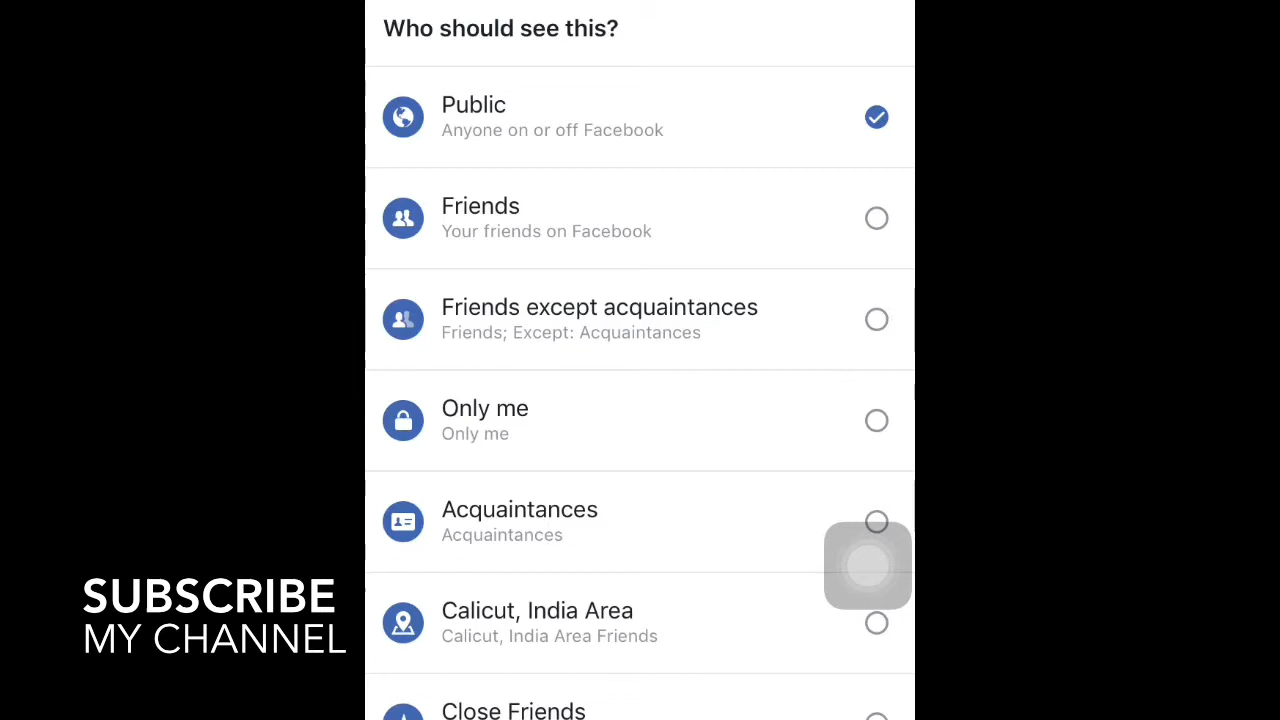 Who should see this?
Public
Anyone on or off Facebook
Friends
Your friends on Facebook
Friends except acquaintances
Friends; Except: Acquaintances
Only me
Only me
Acquaintances
Acquaintances
Calicut, India Area
Calicut, India Area Friends
Close Friends
SUBSCRIBE
MY CHANNEL